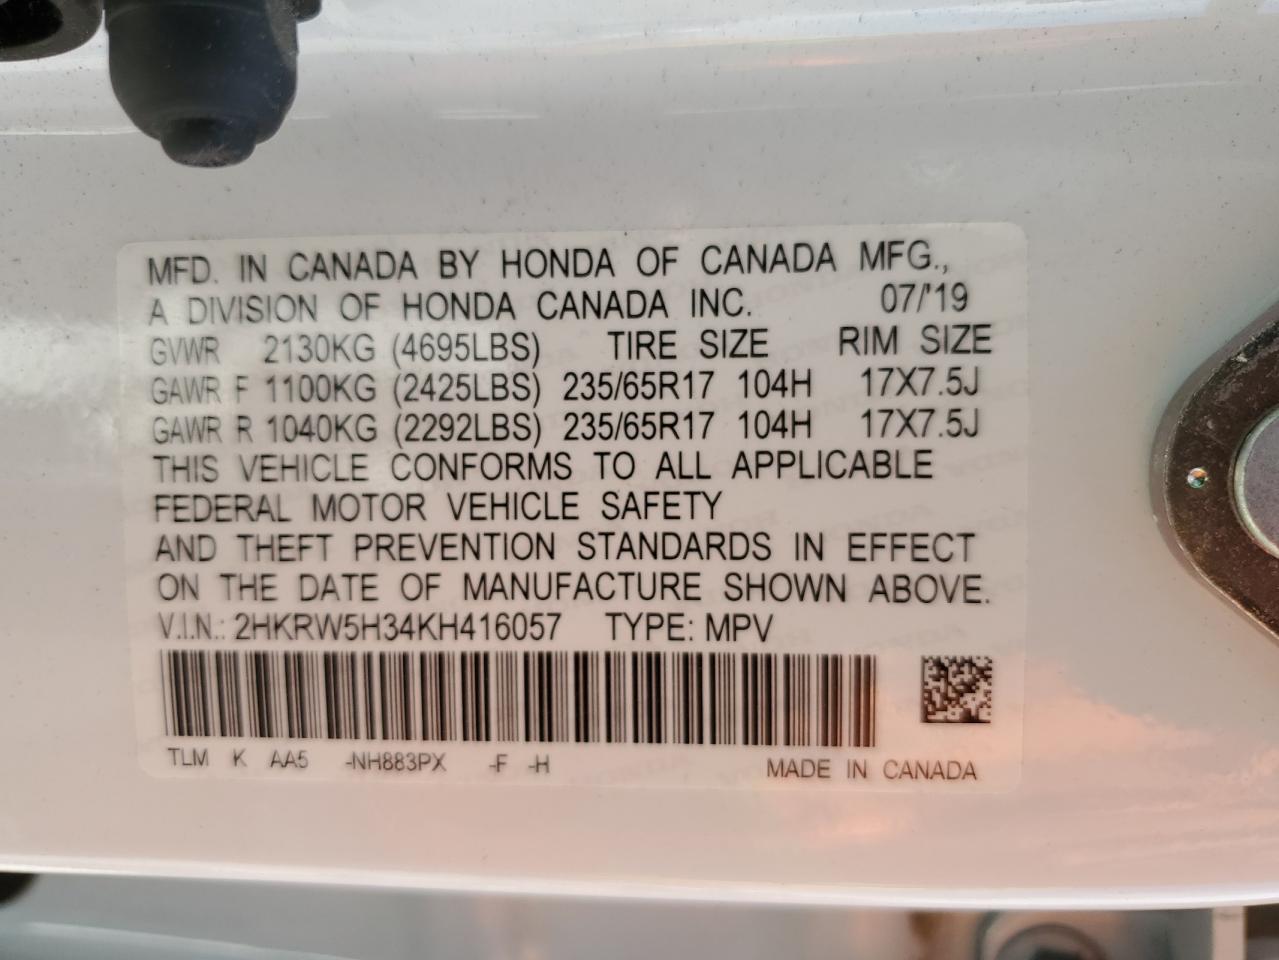 MFD. IN CANADA BY HONDA OF CANADA MFG.,
A DIVISION OF HONDA CANADA INC. 07/'19
GVWR 2130KG (4695LBS) TIRE SIZE RIM SIZE
GAWR F 1100KG (2425LBS) 235/65R17 104H 17X7.5J
GAWR R 1040KG (2292LBS) 235/65R17 104H 17X7.5J
THIS VEHICLE CONFORMS TO ALL APPLICABLE
FEDERAL MOTOR VEHICLE SAFETY
AND THEFT PREVENTION STANDARDS IN EFFECT
ON THE DATE OF MANUFACTURE SHOWN ABOVE.
V.I.N.: 2HKRW5H34KH416057 TYPE: MPV
TLM K AA5 -NH883PX -F -H MADE IN CANADA